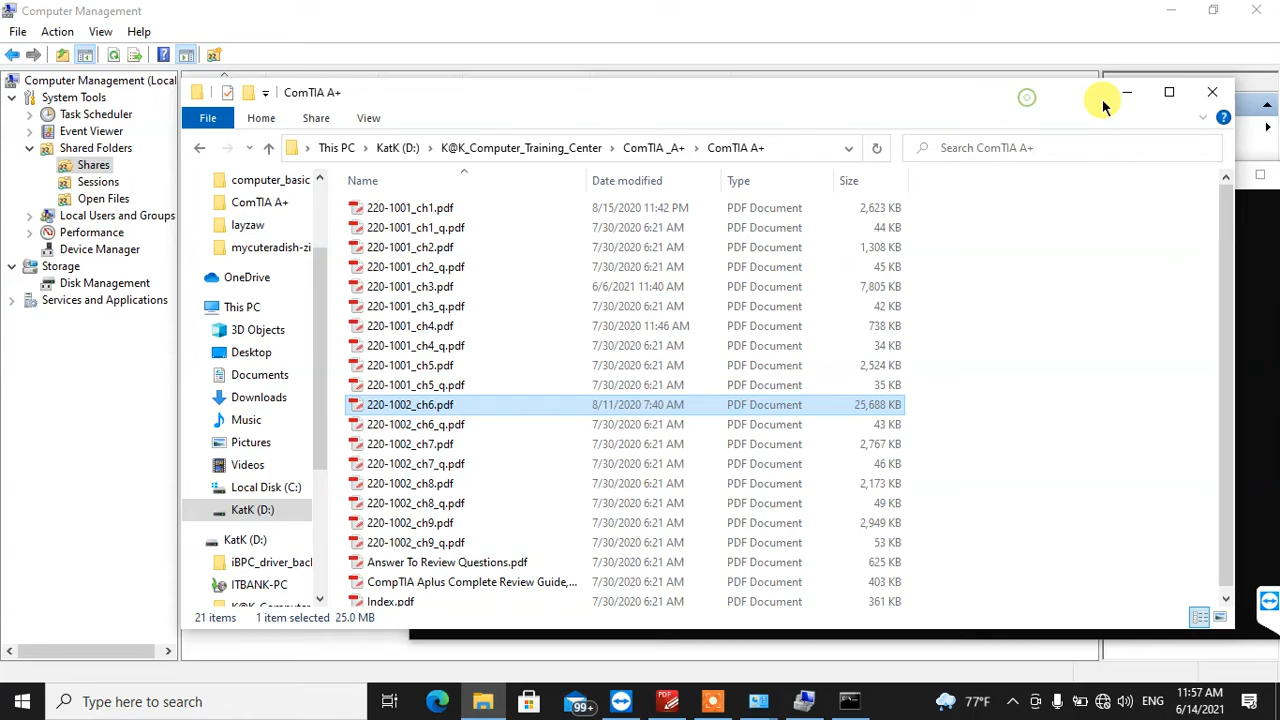 Computer Management
File Action View Help
Computer Management (Local
System Tools
Task Scheduler
Event Viewer
Shared Folders
Shares
Sessions
Open Files
Local Users and Groups
Performance
Device Manager
Storage
Disk Management
Services and Applications
ComTIA A+
File Home Share View
This PC KatK (D:) K@K_Computer_Training_Center ComTIA _A+ ComTIA A+
Search ComTIA A+
computer_basic
ComTIA A+
layzaw
mycuteradish-zi
OneDrive
This PC
3D Objects
Desktop
Documents
Downloads
Music
Pictures
Videos
Local Disk (C:)
KatK (D:)
KatK (D:)
iBPC_driver_bac
ITBANK-PC
Name Date modified Type Size
220-1001_ch1.pdf 8/15/2020 11:42 PM PDF Document 2,623 KB
220-1001_ch1_q.pdf 7/30/2020 6:21 AM PDF Document 44 KB
220-1001_ch2.pdf 7/30/2020 6:21 AM PDF Document 1,308 KB
220-1001_ch2_q.pdf 7/30/2020 6:21 AM PDF Document 45 KB
220-1001_ch3.pdf 6/6/2021 11:40 AM PDF Document 7,805 KB
220-1001_ch3_q.pdf 7/30/2020 6:21 AM PDF Document 42 KB
220-1001_ch4.pdf 7/30/2020 11:46 AM PDF Document 738 KB
220-1001_ch4_q.pdf 7/30/2020 6:21 AM PDF Document 34 KB
220-1001_ch5.pdf 7/30/2020 6:21 AM PDF Document 2,524 KB
220-1001_ch5_q.pdf 7/30/2020 6:21 AM PDF Document 35 KB
220-1002_ch6.pdf 8/11/2020 7:40 AM PDF Document 25,688 KB
220-1002_ch6_q.pdf 7/30/2020 6:21 AM PDF Document 43 KB
220-1002_ch7.pdf 7/30/2020 6:21 AM PDF Document 2,767 KB
220-1002_ch7_q.pdf 7/30/2020 6:21 AM PDF Document 46 KB
220-1002_ch8.pdf 7/30/2020 6:21 AM PDF Document 2,173 KB
220-1002_ch8_q.pdf 7/30/2020 6:21 AM PDF Document 49 KB
220-1002_ch9.pdf 7/30/2020 6:21 AM PDF Document 2,949 KB
220-1002_ch9_q.pdf 7/30/2020 6:21 AM PDF Document 53 KB
Answer To Review Questions.pdf 7/30/2020 6:21 AM PDF Document 625 KB
CompTIA Aplus Complete Review Guide,... 7/30/2020 6:21 AM PDF Document 403 KB
Index.pdf 7/30/2020 6:21 AM PDF Document 361 KB
21 items 1 item selected 25.0 MB
Type here to search
99+
77°F
ENG
11:57 AM
6/14/2021